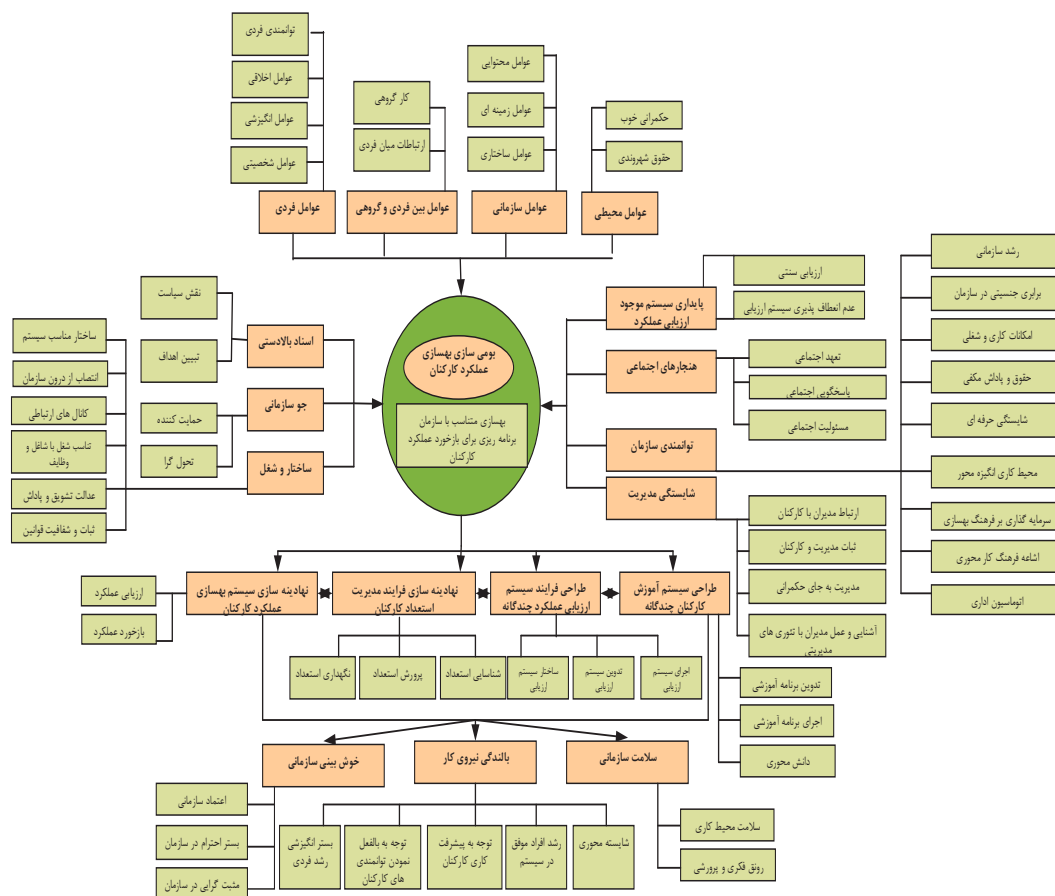 توانمندی فردی
عوامل اخلاقی
عوامل انگیزشی
عوامل شخصیتی
عوامل فردی
کار گروهی
ارتباطات میان فردی
عوامل بین فردی و گروهی
عوامل محتوایی
عوامل زمینه ای
عوامل ساختاری
عوامل سازمانی
حکمرانی خوب
حقوق شهروندی
عوامل محیطی
بومی سازی بهسازی
عملکرد کارکنان
بهسازی متناسب با سازمان
برنامه ریزی برای بازخورد عملکرد
کارکنان
پایداری سیستم موجود
ارزیابی عملکرد
ارزیابی سنتی
عدم انعطاف پذیری سیستم ارزیابی
هنجارهای اجتماعی
تعهد اجتماعی
پاسخگویی اجتماعی
مسئولیت اجتماعی
توانمندی سازمان
رشد سازمانی
برابری جنسیتی در سازمان
امکانات کاری و شغلی
حقوق و پاداش مکفی
شایستگی حرفه ای
محیط کاری انگیزه محور
سرمایه گذاری بر فرهنگ بهسازی
اشاعه فرهنگ کار محوری
اتوماسیون اداری
شایستگی مدیریت
ارتباط مدیران با کارکنان
ثبات مدیریت و کارکنان
مدیریت به جای حکمرانی
آشنایی و عمل مدیران با تئوری های
مدیریتی
اسناد بالادستی
نقش سیاست
تبیین اهداف
جو سازمانی
حمایت کننده
تحول گرا
ساختار و شغل
ساختار مناسب سیستم
انتصاب از درون سازمان
کانال های ارتباطی
تناسب شغل با شاغل و
وظایف
عدالت تشویق و پاداش
ثبات و شفافیت قوانین
طراحی سیستم آموزش
کارکنان چندگانه
تدوین برنامه آموزشی
اجرای برنامه آموزشی
دانش محوری
طراحی فرایند سیستم
ارزیابی عملکرد چندگانه
اجرای سیستم
ارزیابی
تدوین سیستم
ارزیابی
ساختار سیستم
ارزیابی
نهادینه سازی فرایند مدیریت
استعداد کارکنان
شناسایی استعداد
پرورش استعداد
نگهداری استعداد
نهادینه سازی سیستم بهسازی
عملکرد کارکنان
ارزیابی عملکرد
بازخورد عملکرد
سلامت سازمانی
سلامت محیط کاری
رونق فکری و پرورشی
بالندگی نیروی کار
شایسته محوری
رشد افراد موفق
در سیستم
توجه به پیشرفت
کاری کارکنان
توجه به بالفعل
نمودن توانمندی
های کارکنان
بستر انگیزشی
رشد فردی
خوش بینی سازمانی
اعتماد سازمانی
بستر احترام در سازمان
مثبت گرایی در سازمان